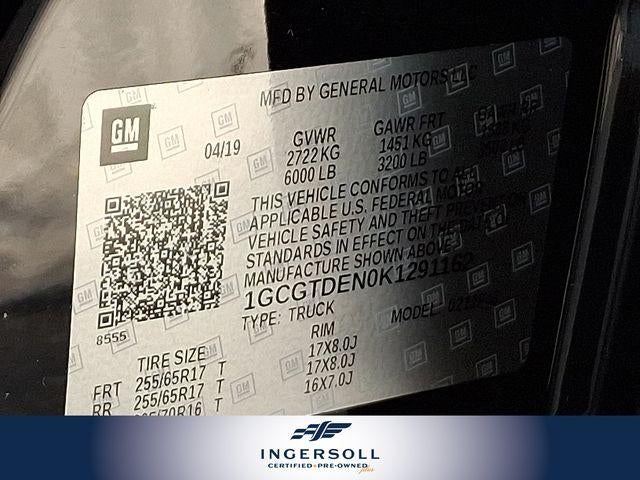 MFD BY GENERAL MOTORS LLC
GM
04/19 GVWR GAWR FRT GAWR RR
2722 KG 1451 KG
6000 LB 3200 LB
THIS VEHICLE CONFORMS TO ALL
APPLICABLE U.S. FEDERAL MOTOR
VEHICLE SAFETY AND THEFT PREVENTION
STANDARDS IN EFFECT ON THE DATE OF
MANUFACTURE SHOWN ABOVE.
1GCGTDEN0K1291162
TYPE: TRUCK MODEL:
8555
TIRE SIZE RIM
FRT 255/65R17 T 17X8.0J
RR 255/65R17 T 17X8.0J
T 16X7.0J
INGERSOLL
CERTIFIED • PRE-OWNED plus